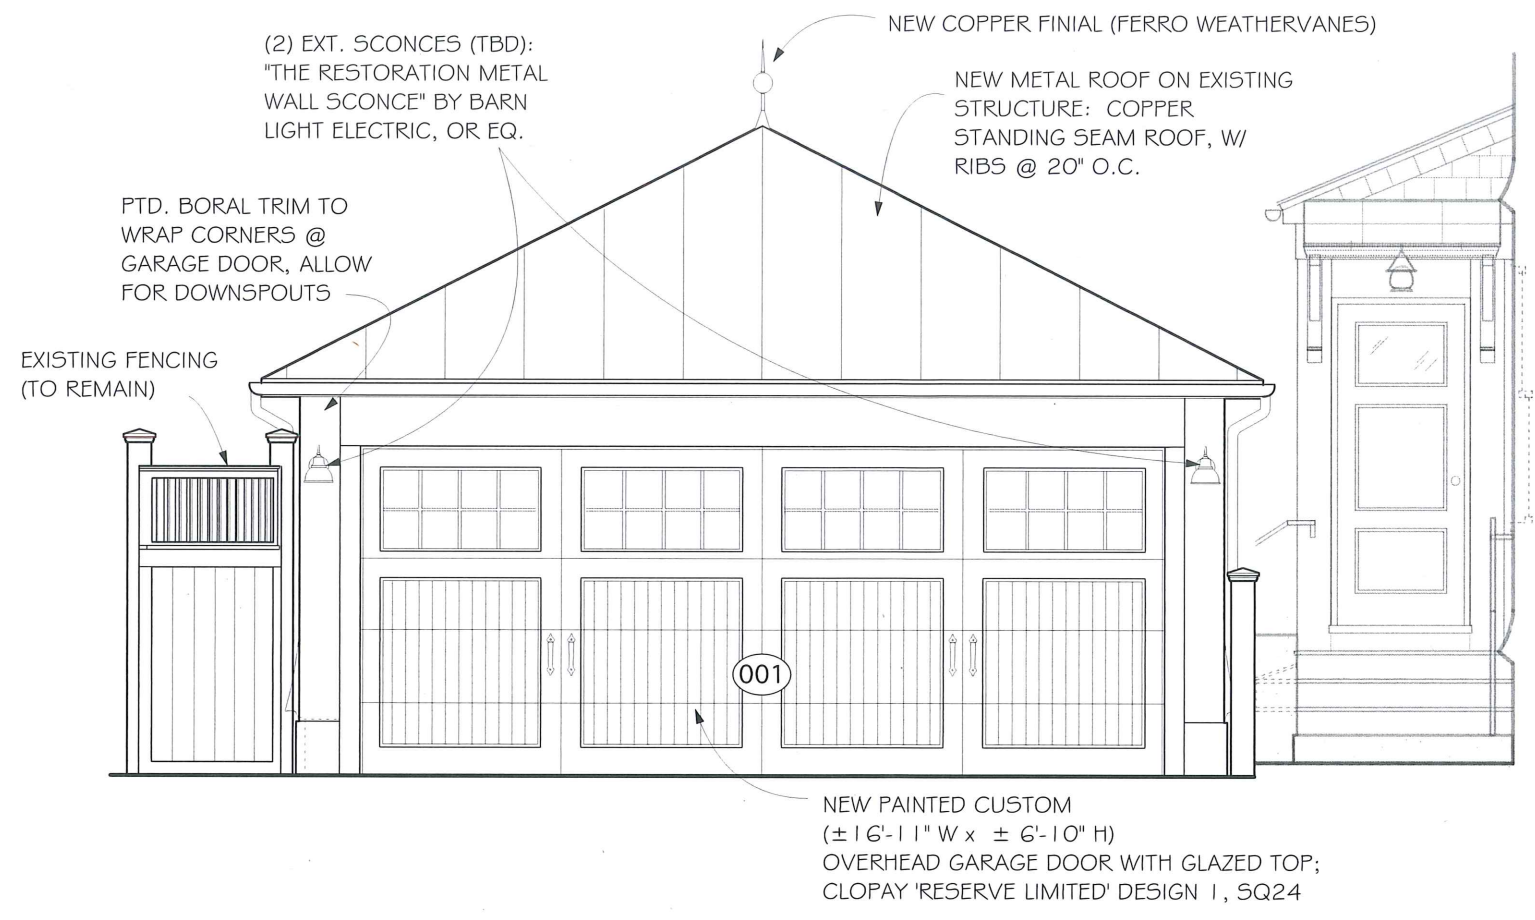 NEW COPPER FINIAL (FERRO WEATHERVANES)
(2) EXT. SCONCES (TBD):
"THE RESTORATION METAL
WALL SCONCE" BY BARN
LIGHT ELECTRIC, OR EQ.
NEW METAL ROOF ON EXISTING
STRUCTURE: COPPER
STANDING SEAM ROOF, W/
RIBS @ 20" O.C.
PTD. BORAL TRIM TO
WRAP CORNERS @
GARAGE DOOR, ALLOW
FOR DOWNSPOUTS
EXISTING FENCING
(TO REMAIN)
001
NEW PAINTED CUSTOM
(±16'-11" W x ± 6'-10" H)
OVERHEAD GARAGE DOOR WITH GLAZED TOP;
CLOPAY 'RESERVE LIMITED' DESIGN 1, SQ24